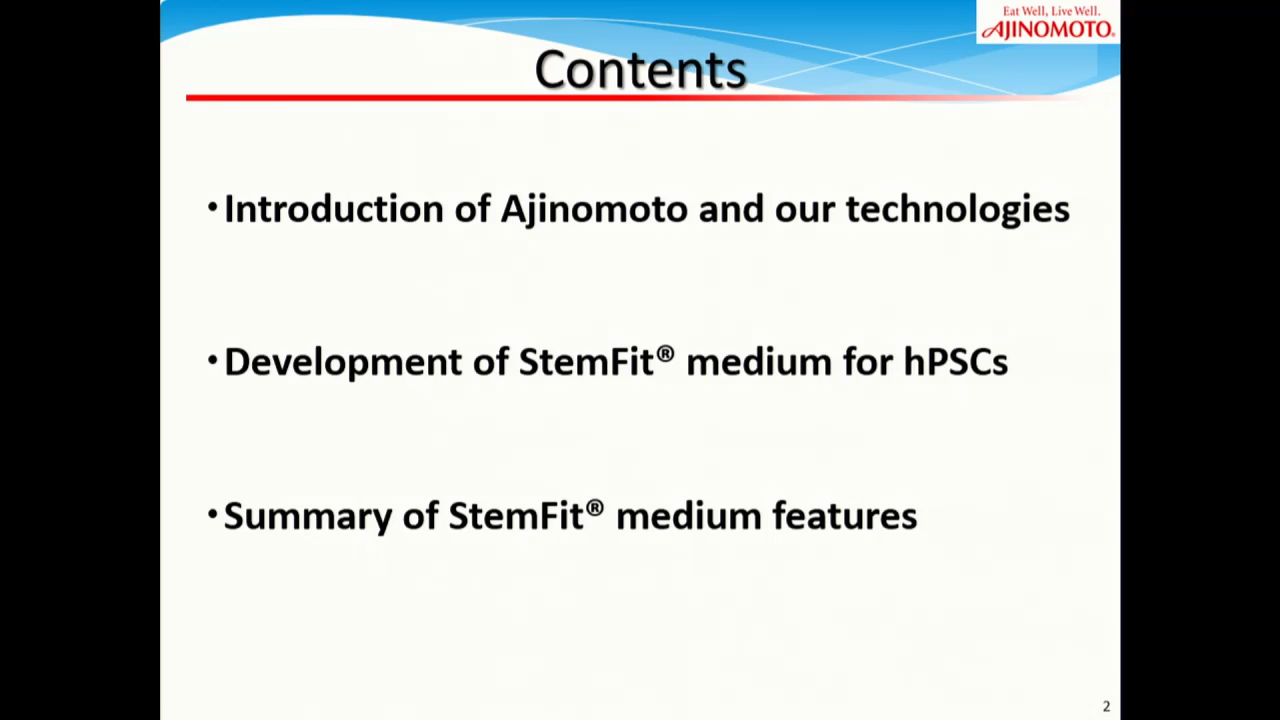 Eat Well, Live Well.
AJINOMOTO®
Contents
•Introduction of Ajinomoto and our technologies
•Development of StemFit® medium for hPSCs
•Summary of StemFit® medium features
2